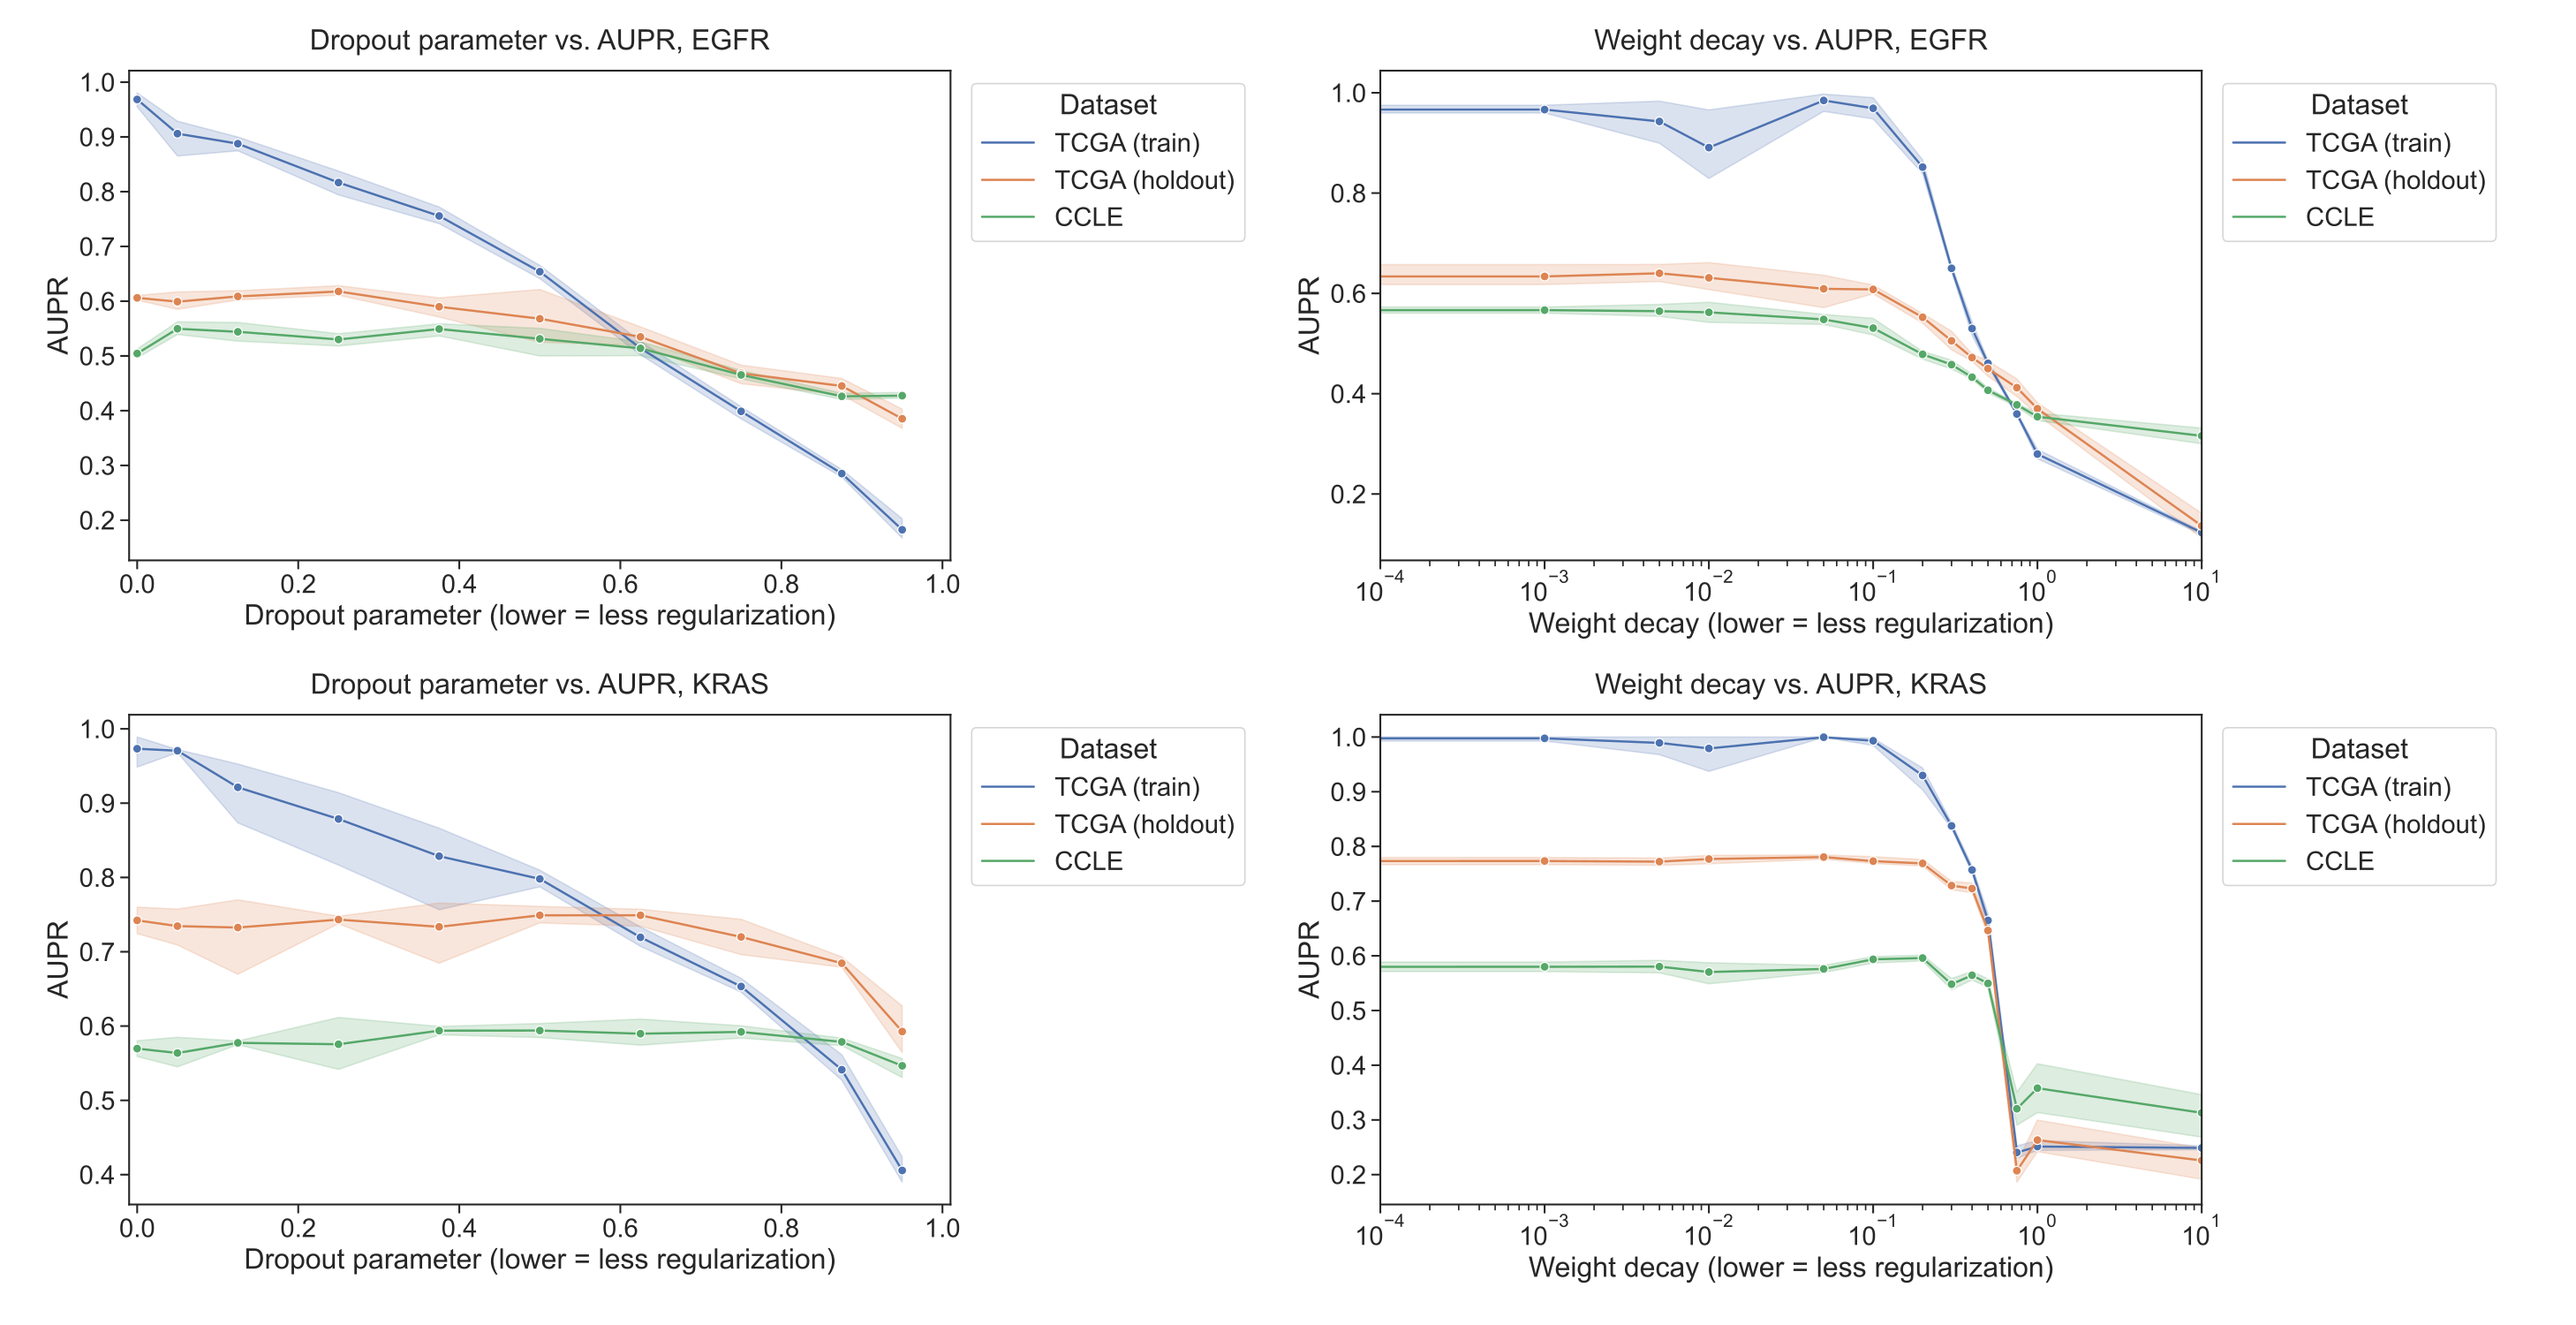 Dropout parameter vs. AUPR, EGFR
AUPR
1.0
0.9
0.8
0.7
0.6
0.5
0.4
0.3
0.2
0.0 0.2 0.4 0.6 0.8 1.0
Dropout parameter (lower = less regularization)
Dataset
TCGA (train)
TCGA (holdout)
CCLE
Weight decay vs. AUPR, EGFR
AUPR
1.0
0.8
0.6
0.4
0.2
10⁻⁴ 10⁻³ 10⁻² 10⁻¹ 10⁰ 10¹
Weight decay (lower = less regularization)
Dataset
TCGA (train)
TCGA (holdout)
CCLE
Dropout parameter vs. AUPR, KRAS
AUPR
1.0
0.9
0.8
0.7
0.6
0.5
0.4
0.0 0.2 0.4 0.6 0.8 1.0
Dropout parameter (lower = less regularization)
Dataset
TCGA (train)
TCGA (holdout)
CCLE
Weight decay vs. AUPR, KRAS
AUPR
1.0
0.9
0.8
0.7
0.6
0.5
0.4
0.3
0.2
10⁻⁴ 10⁻³ 10⁻² 10⁻¹ 10⁰ 10¹
Weight decay (lower = less regularization)
Dataset
TCGA (train)
TCGA (holdout)
CCLE